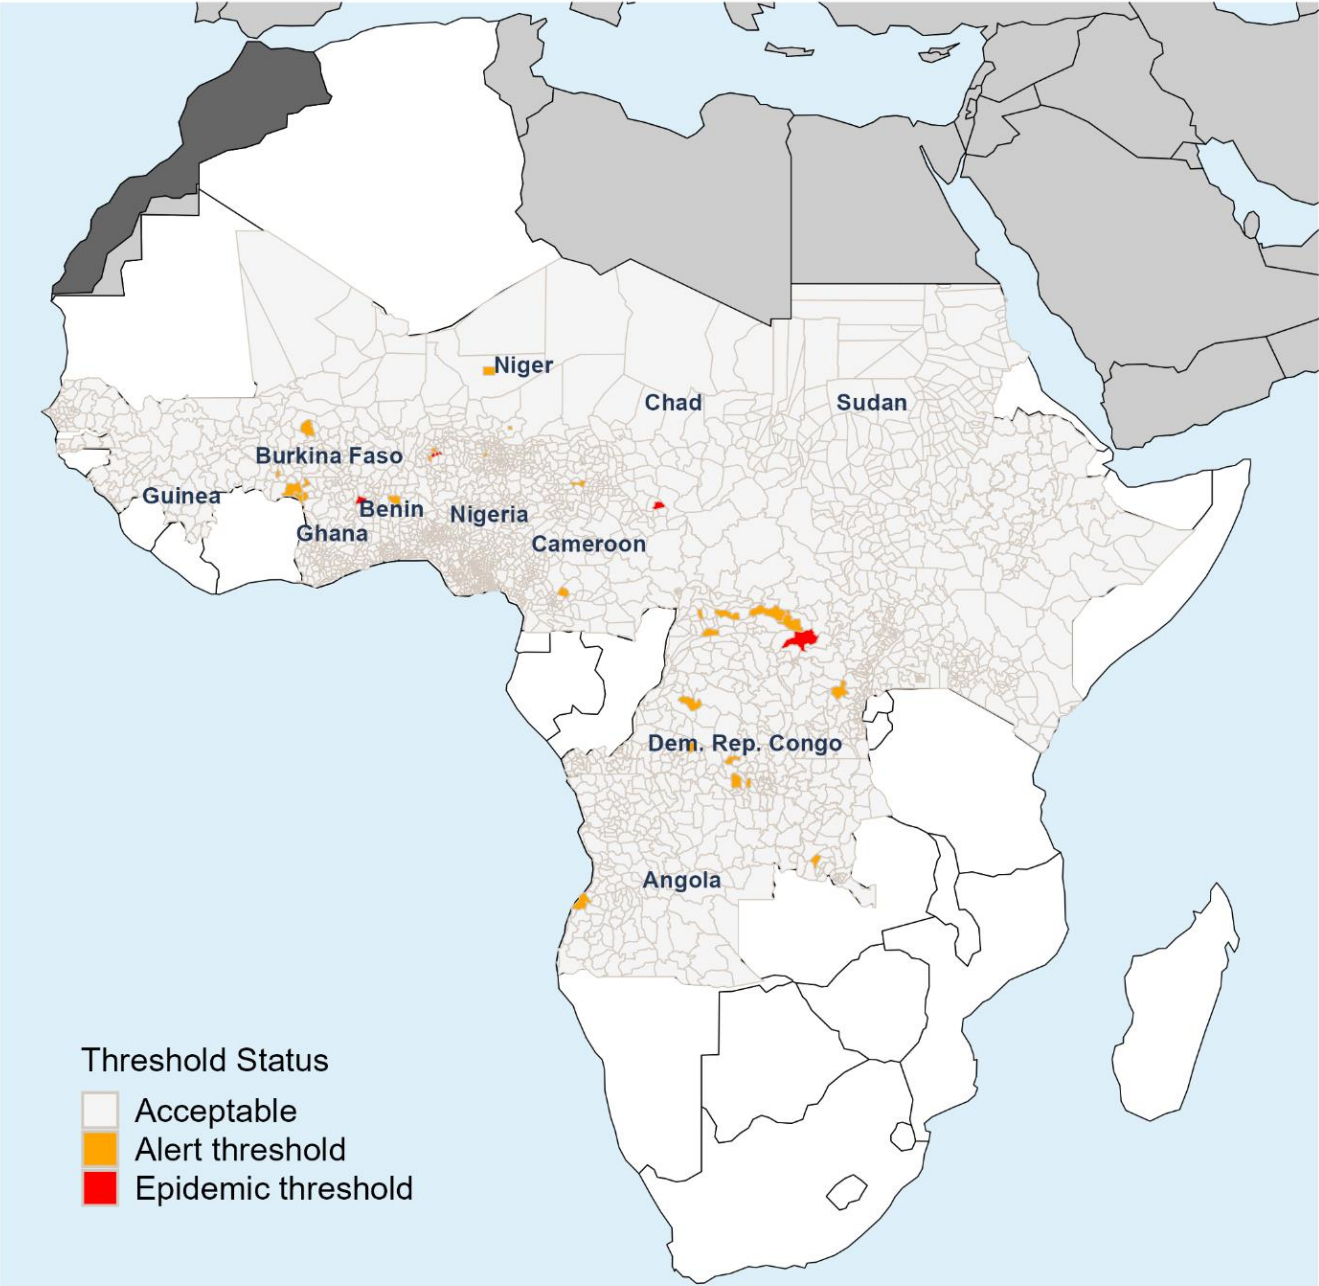 Niger
Chad
Sudan
Burkina Faso
Guinea
Benin
Nigeria
Ghana
Cameroon
Dem. Rep. Congo
Angola
Threshold Status
Acceptable
Alert threshold
Epidemic threshold